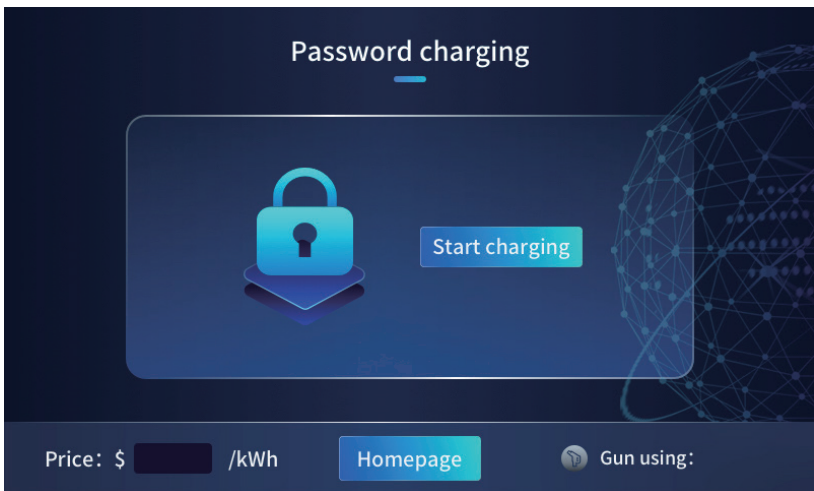 Password charging
Start charging
Price: $ /kWh
Homepage
Gun using: